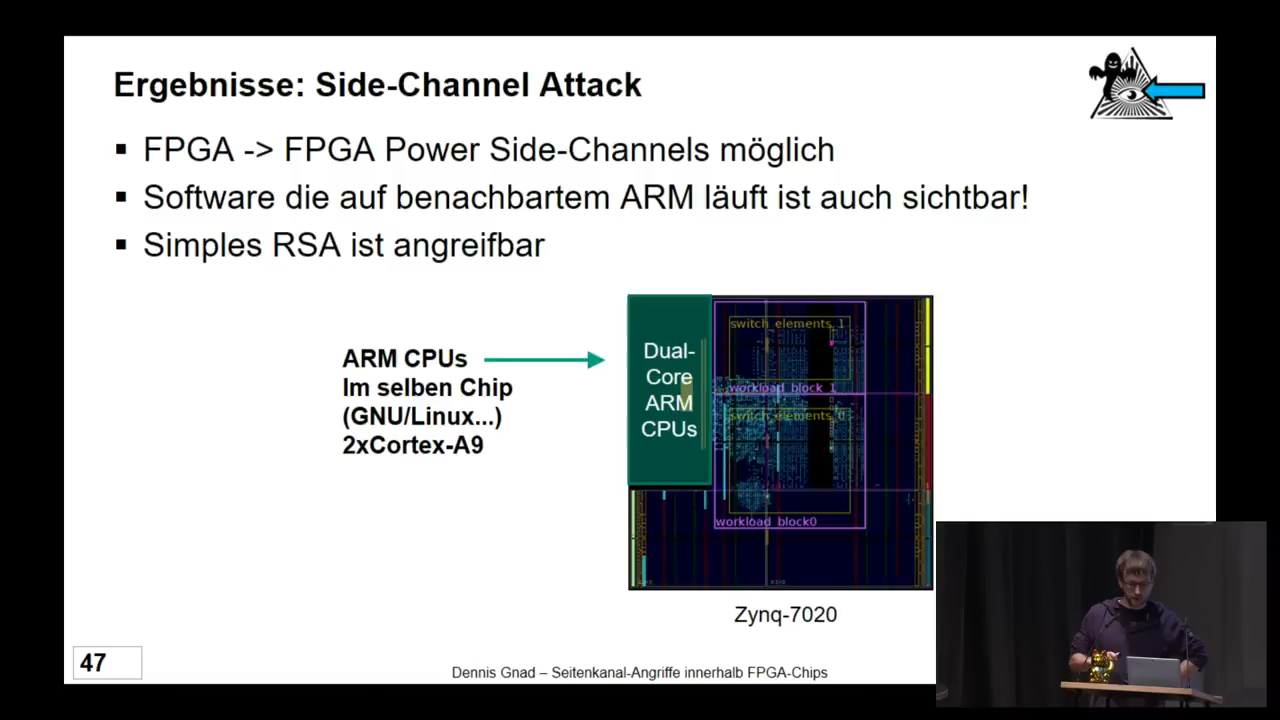 Ergebnisse: Side-Channel Attack
▪ FPGA -> FPGA Power Side-Channels möglich
▪ Software die auf benachbartem ARM läuft ist auch sichtbar!
▪ Simples RSA ist angreifbar
ARM CPUs
Im selben Chip
(GNU/Linux...)
2xCortex-A9
Dual-
Core
ARM
CPUs
switch_elements_1
workload_block_1
switch_elements_0
workload_block0
Zynq-7020
47
Dennis Gnad – Seitenkanal-Angriffe innerhalb FPGA-Chips